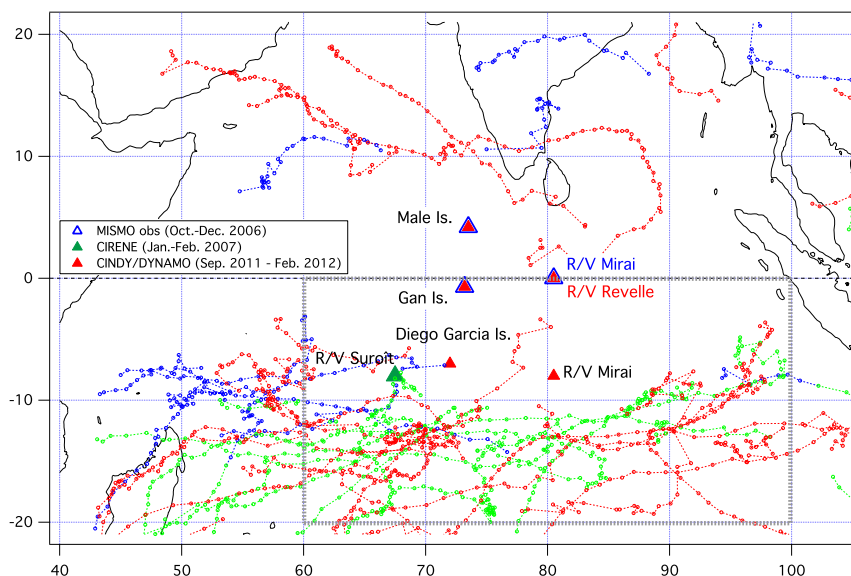 20
10
0
-10
-20
Male Is.
MISMO obs (Oct.-Dec. 2006)
CIRENE (Jan.-Feb. 2007)
CINDY/DYNAMO (Sep. 2011 - Feb. 2012)
R/V Mirai
Gan Is.
R/V Revelle
Diego Garcia Is.
R/V Suroît
R/V Mirai
40 50 60 70 80 90 100